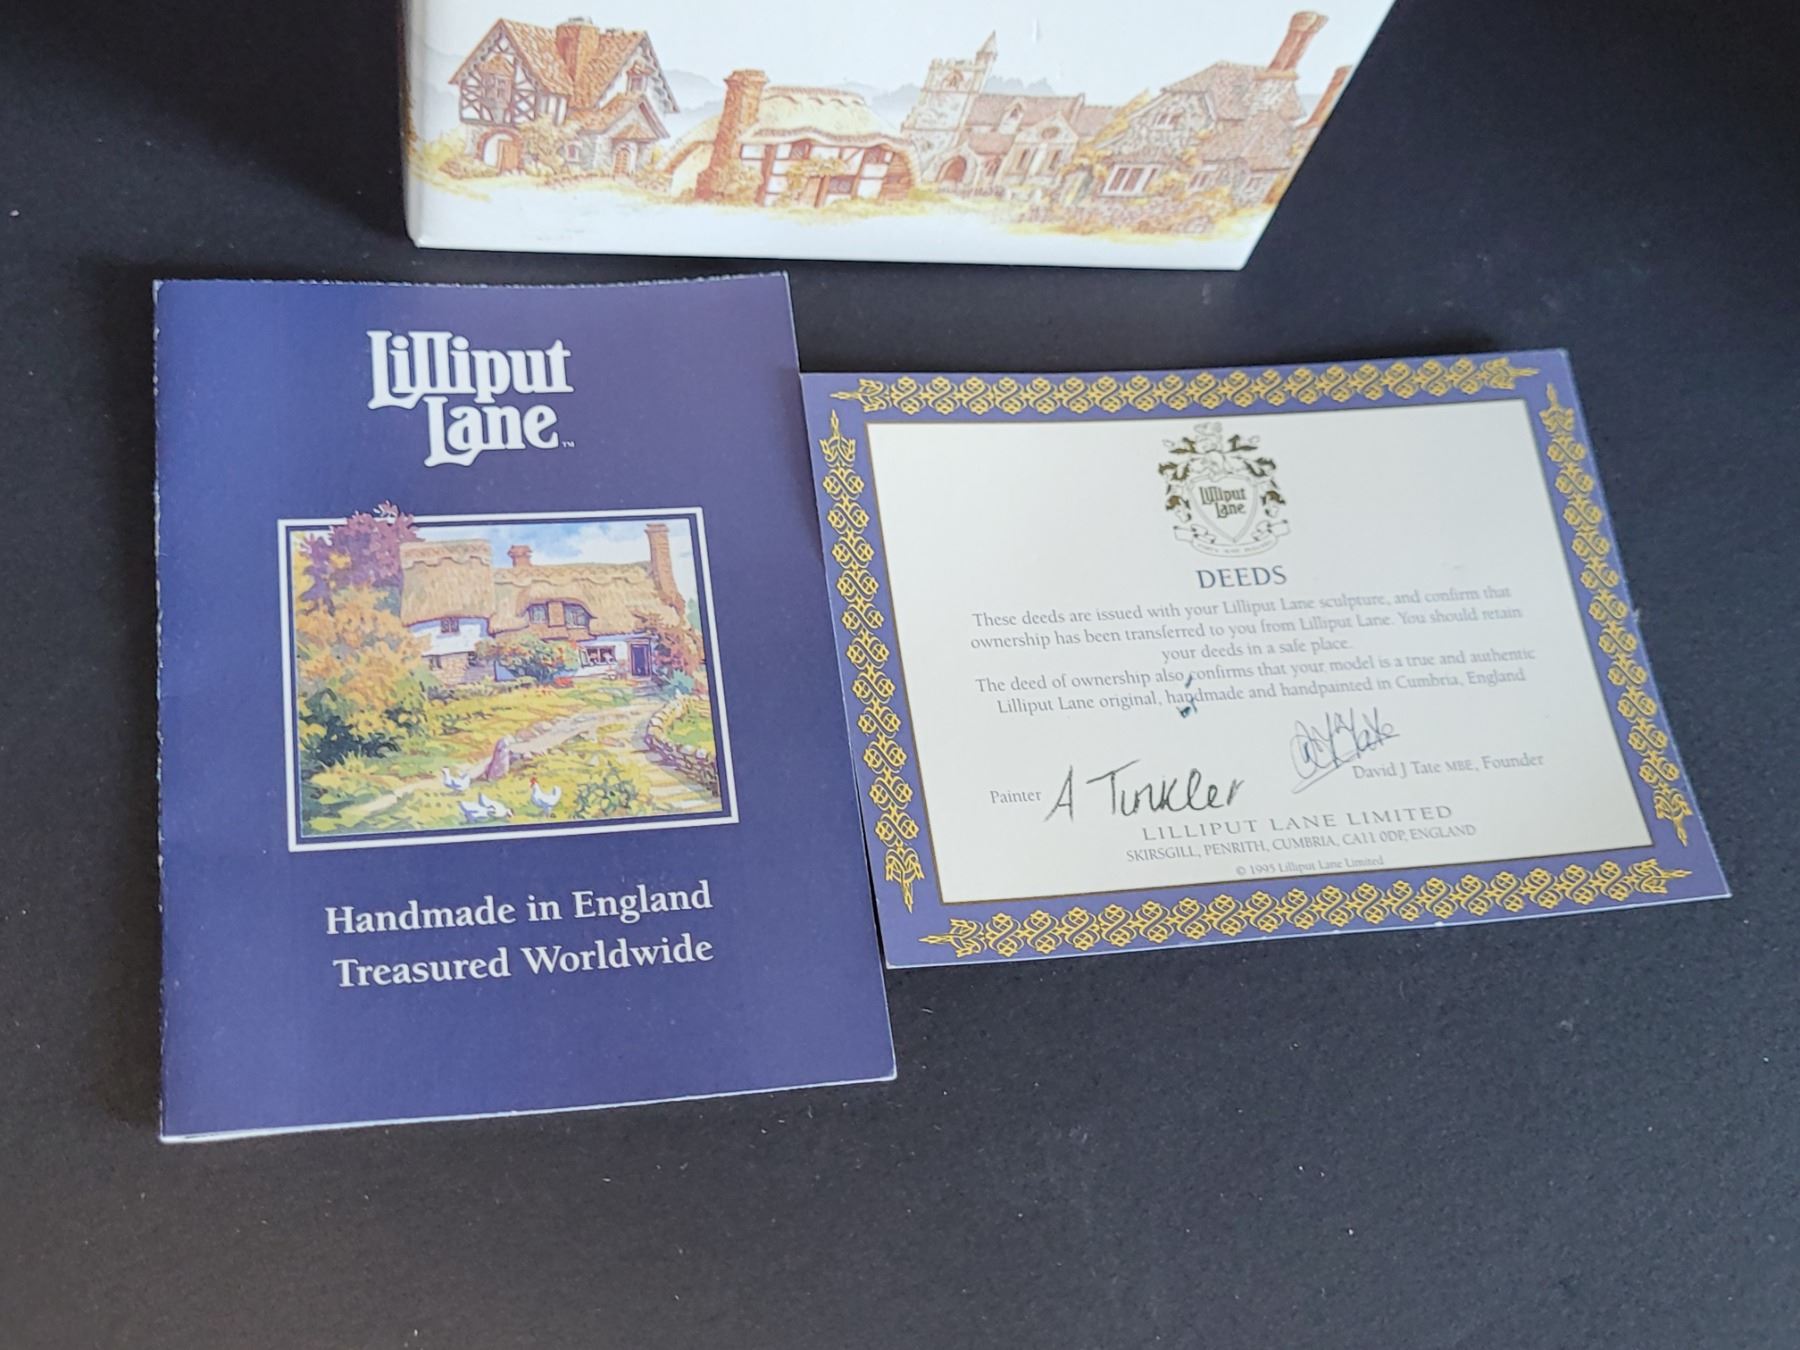 Lilliput
Lane™
Handmade in England
Treasured Worldwide
Lilliput
Lane
DEEDS
These deeds are issued with your Lilliput Lane sculpture, and confirm that
ownership has been transferred to you from Lilliput Lane. You should retain
your deeds in a safe place.
The deed of ownership also confirms that your model is a true and authentic
Lilliput Lane original, handmade and handpainted in Cumbria, England
Painter A Tinkler
David J Tate MBE, Founder
LILLIPUT LANE LIMITED
SKIRSGILL, PENRITH, CUMBRIA, CA11 0DP, ENGLAND
© 1995 Lilliput Lane Limited